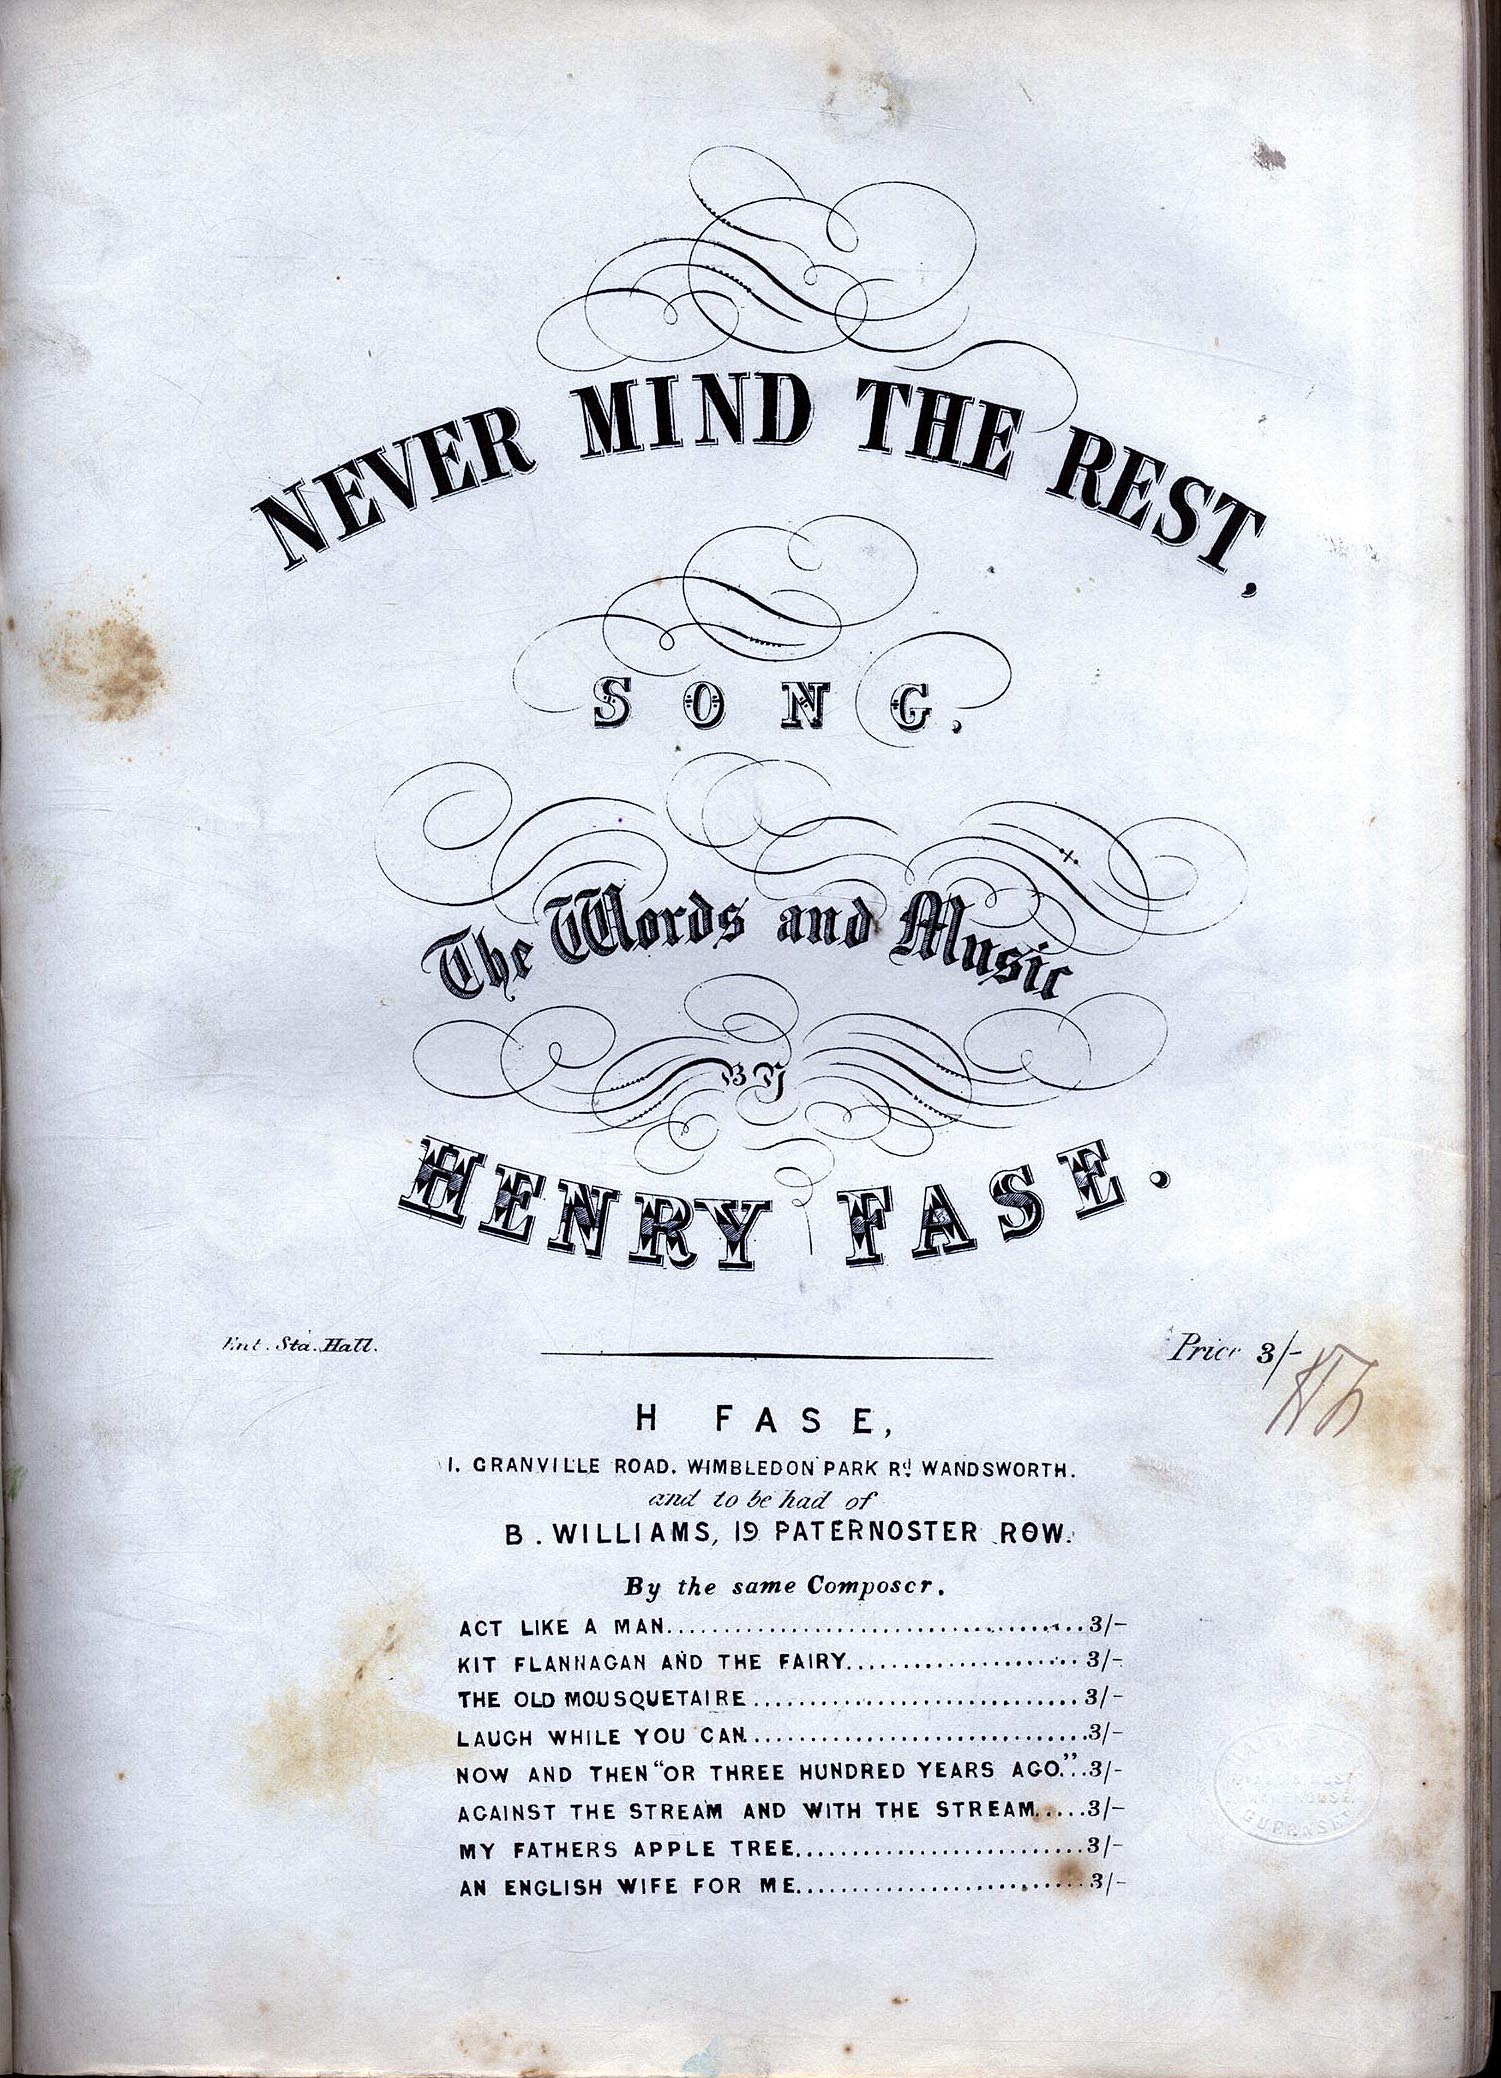 NEVER MIND THE REST,
SONG.
The Words and Music
BY
HENRY FASE.
Ent. Sta. Hall.
Price 3/-
H FASE,
1, GRANVILLE ROAD, WIMBLEDON PARK Rd WANDSWORTH.
and to be had of
B. WILLIAMS, 19 PATERNOSTER ROW.
By the same Composer.
ACT LIKE A MAN........................................3/-
KIT FLANNAGAN AND THE FAIRY......................3/-
THE OLD MOUSQUETAIRE..............................3/-
LAUGH WHILE YOU CAN...............................3/-
NOW AND THEN "OR THREE HUNDRED YEARS AGO."..3/-
AGAINST THE STREAM AND WITH THE STREAM.....3/-
MY FATHERS APPLE TREE...........................3/-
AN ENGLISH WIFE FOR ME..........................3/-
GUERNSEY